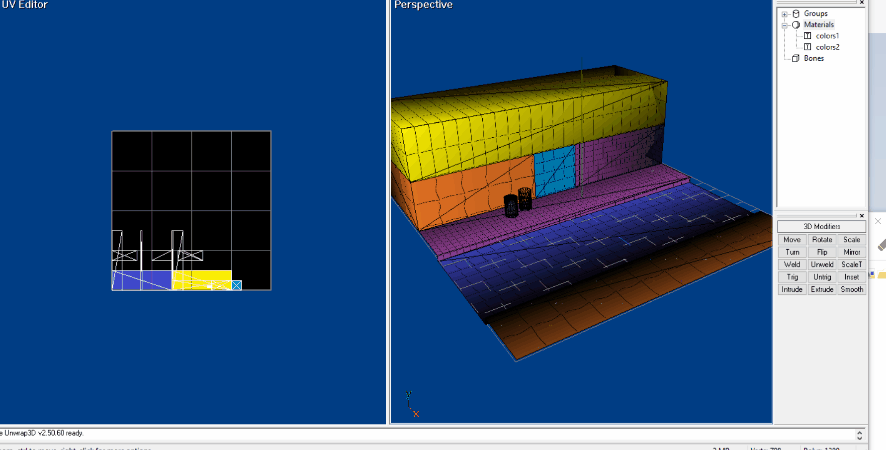 UV Editor
Perspective
Groups
Materials
colors1
colors2
Bones
3D Modifiers
Move Rotate Scale
Turn Flip Mirror
Weld Unweld ScaleT
Trig Untrig Inset
Intrude Extrude Smooth
Y
X
Unwrap3D v2.50.60 ready.